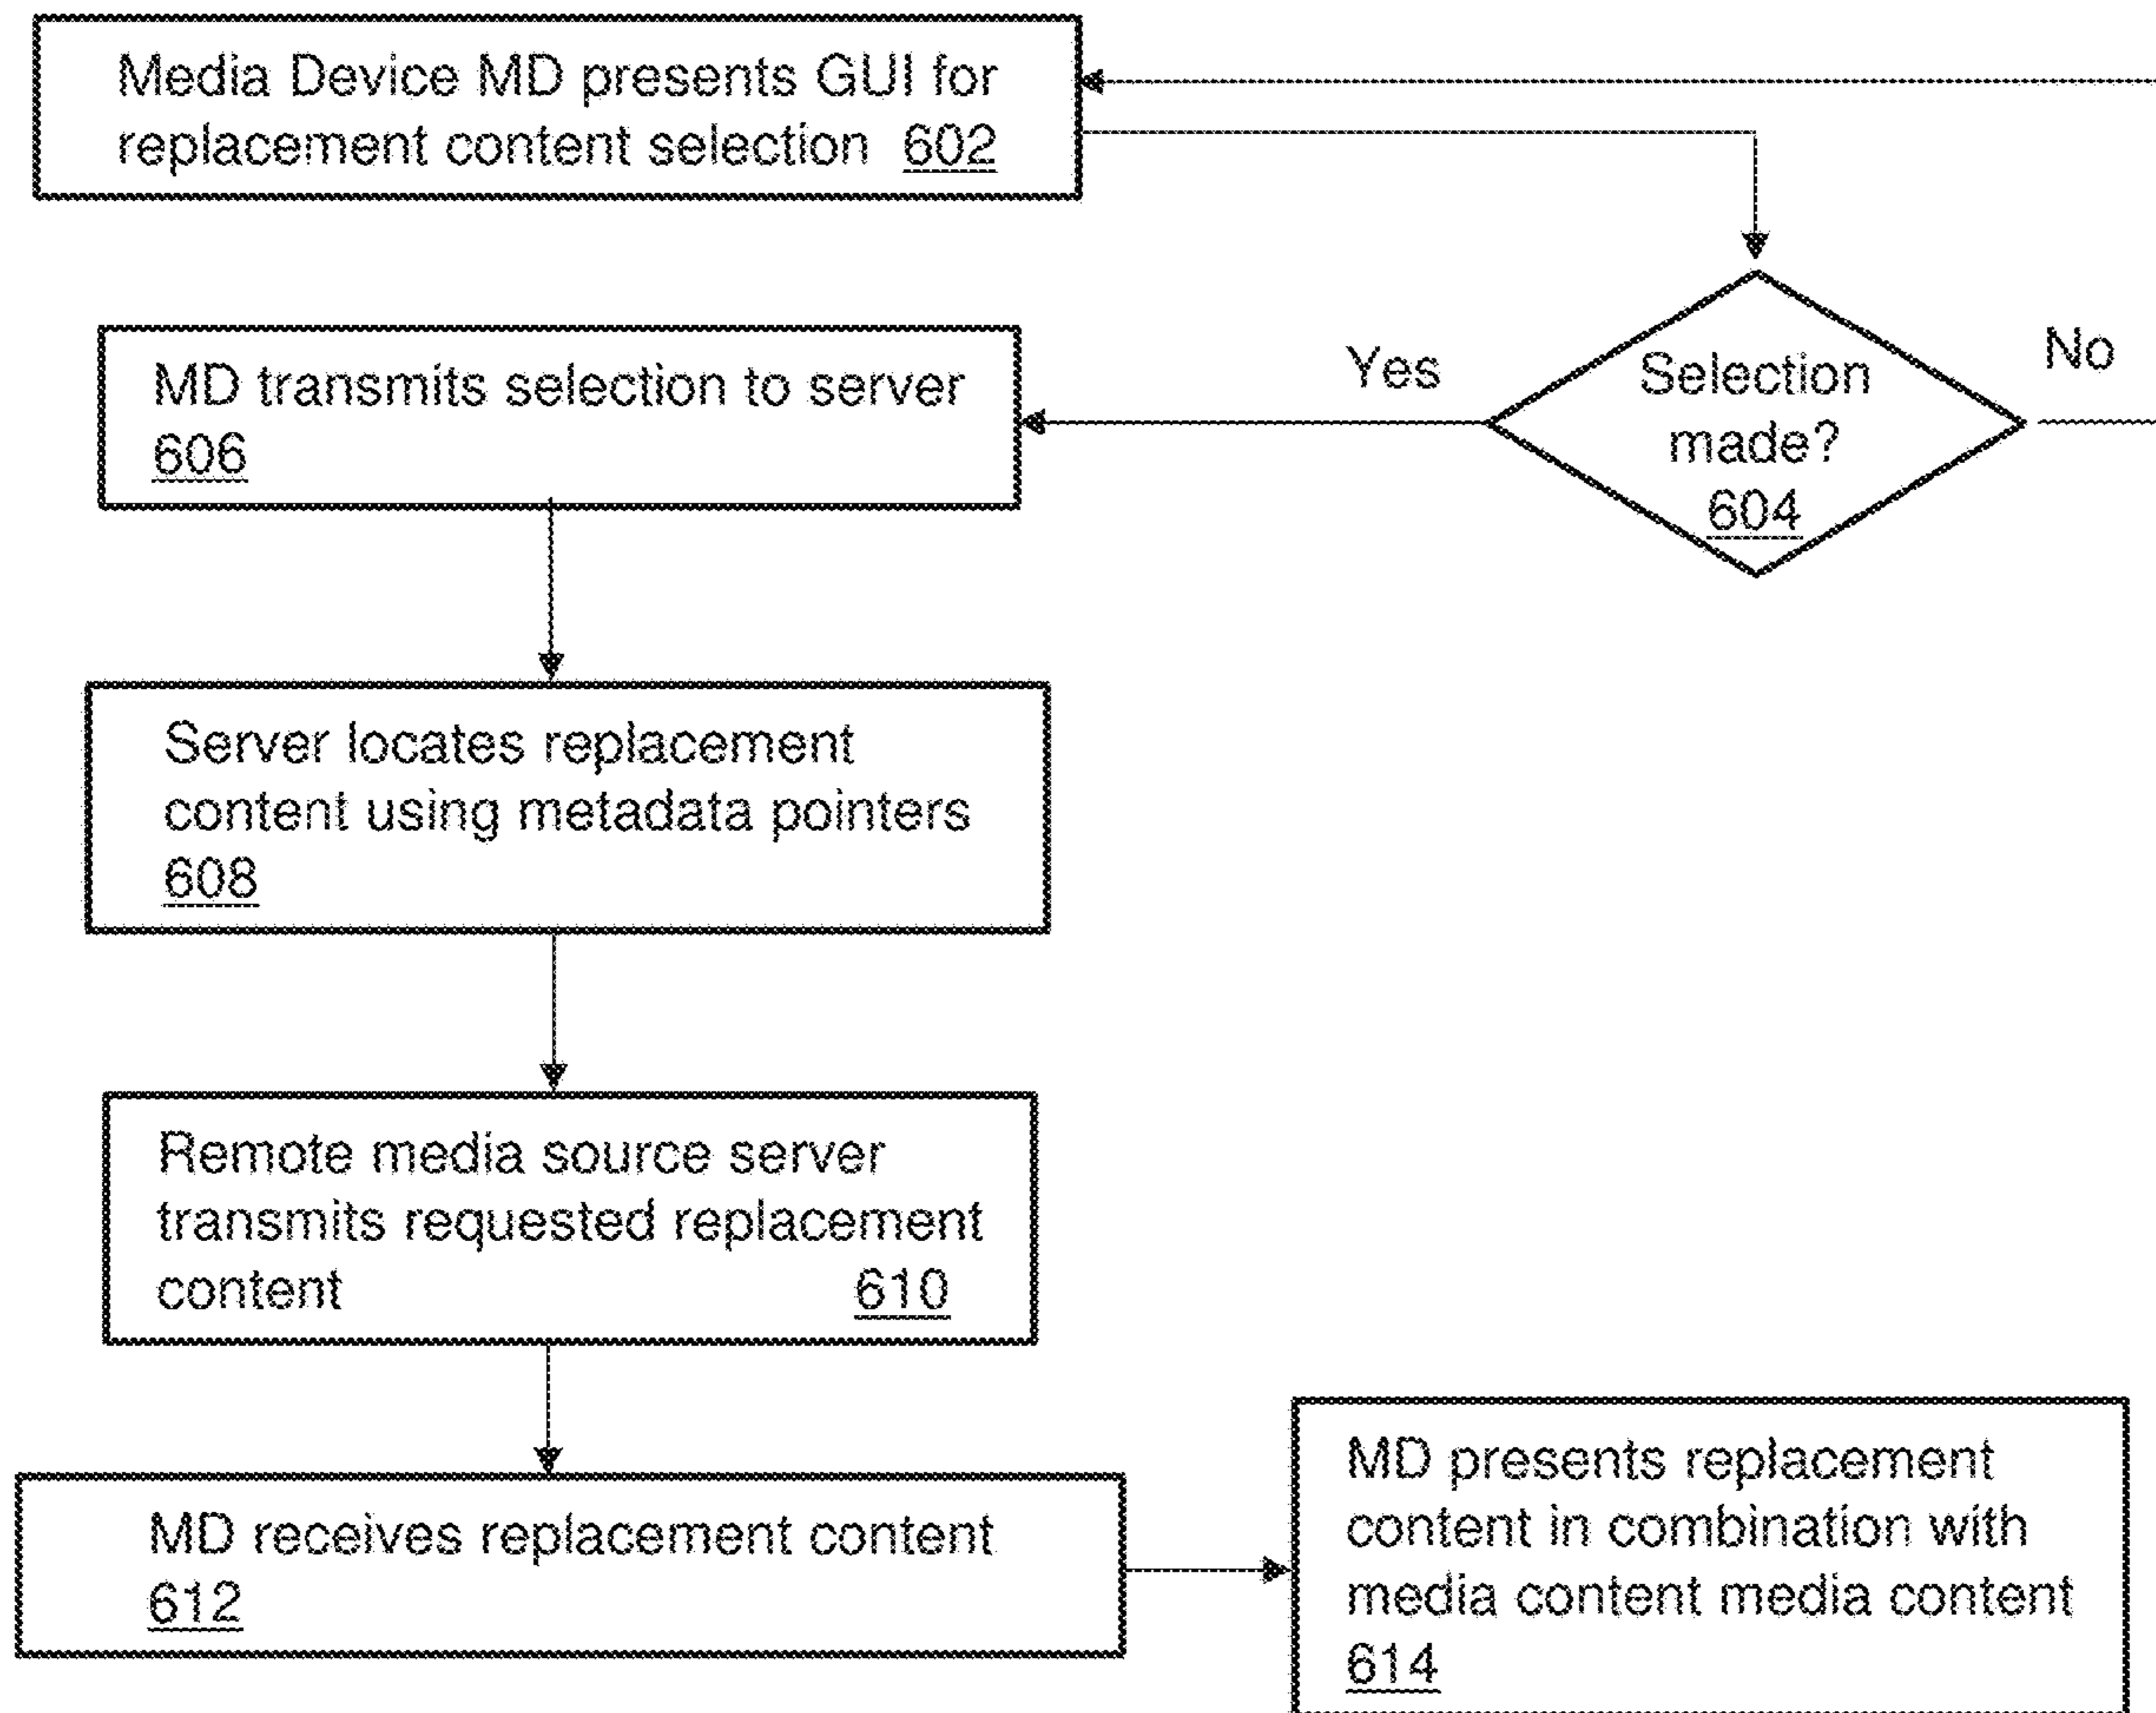 Media Device MD presents GUI for
replacement content selection 602
Selection
made?
604
Yes
No
MD transmits selection to server
606
Server locates replacement
content using metadata pointers
608
Remote media source server
transmits requested replacement
content 610
MD receives replacement content
612
MD presents replacement
content in combination with
media content media content
614